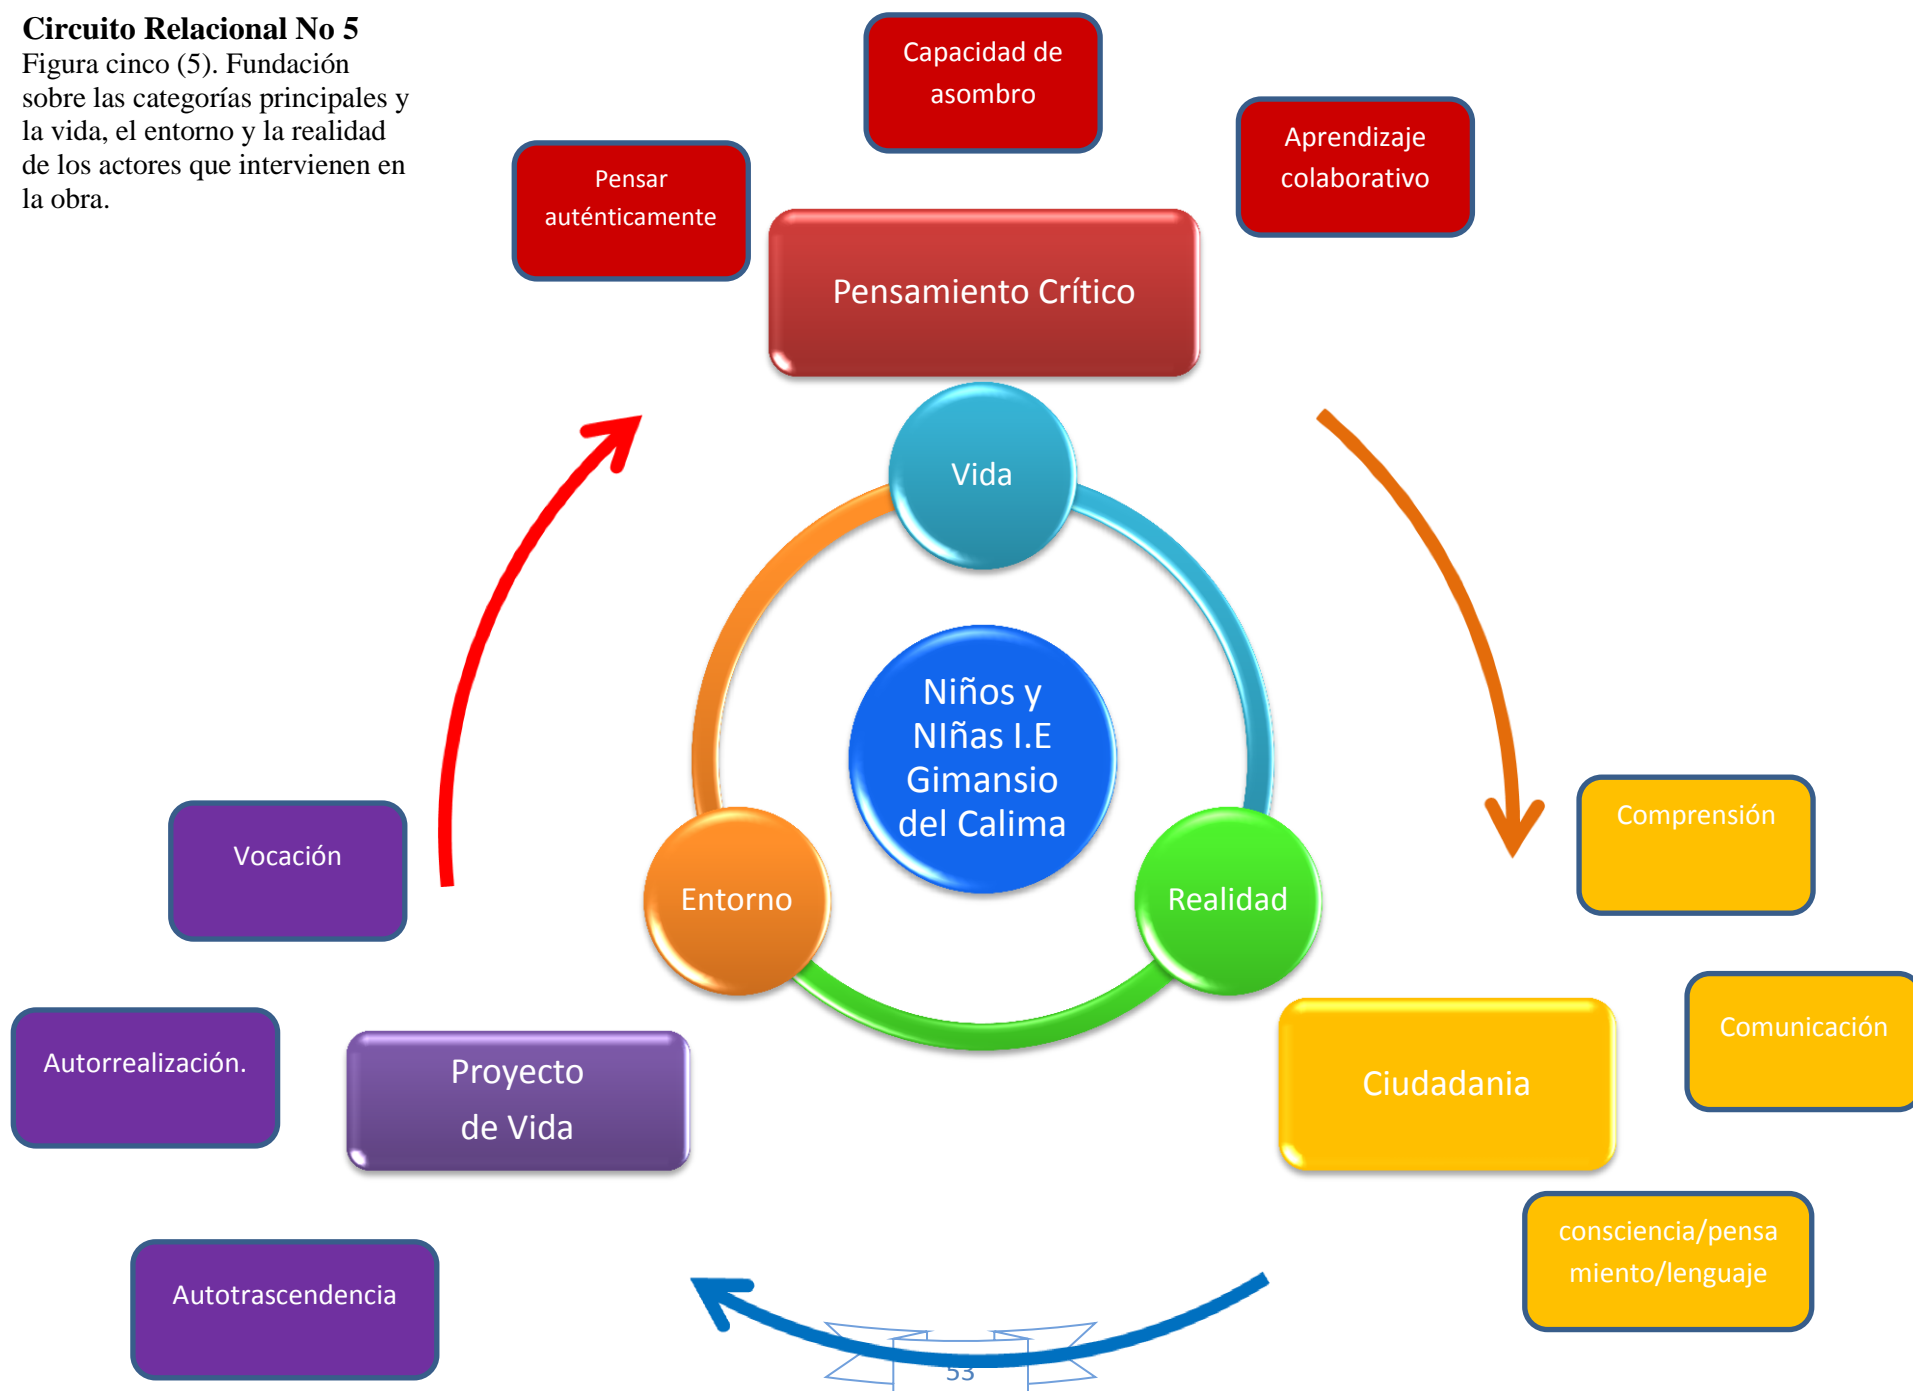 Circuito Relacional No 5
Figura cinco (5). Fundación
sobre las categorías principales y
la vida, el entorno y la realidad
de los actores que intervienen en
la obra.
Capacidad de
asombro
Aprendizaje
colaborativo
Pensar
auténticamente
Pensamiento Crítico
Vida
Niños y
NIñas I.E
Gimansio
del Calima
Entorno
Realidad
Comprensión
Comunicación
Ciudadania
consciencia/pensa
miento/lenguaje
Vocación
Autorrealización.
Proyecto
de Vida
Autotrascendencia
53